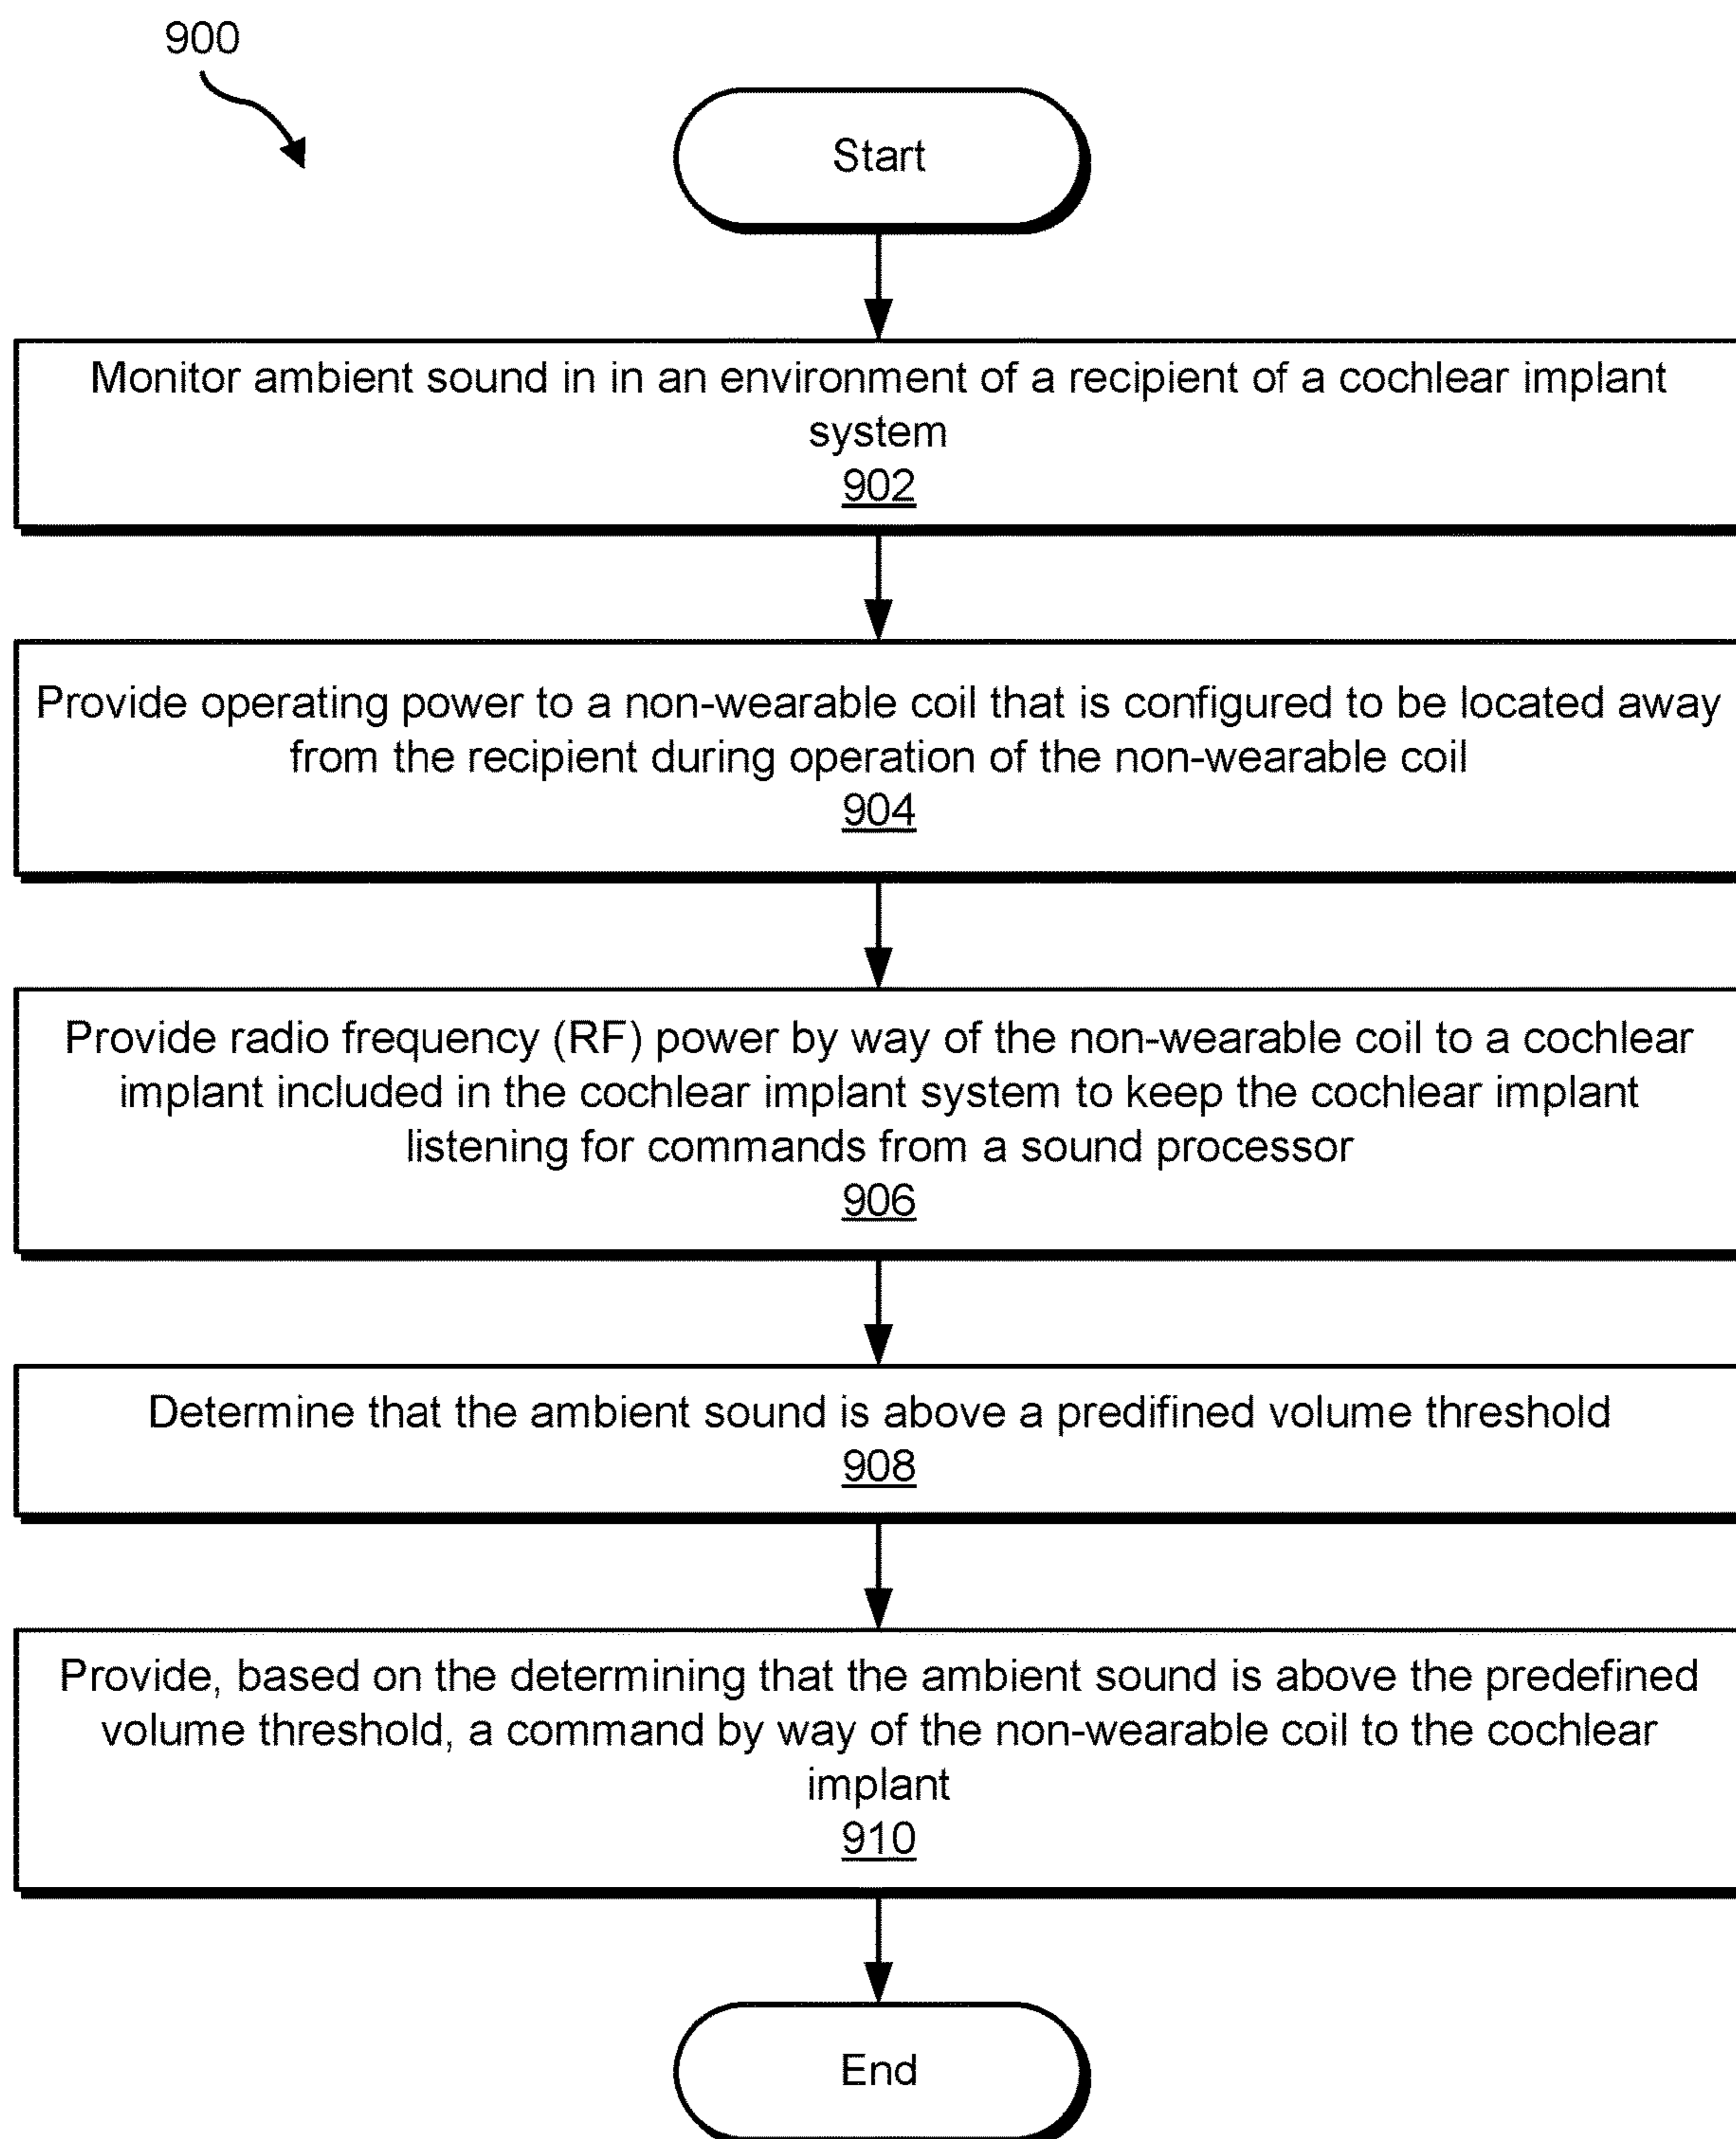 900
Start
Monitor ambient sound in in an environment of a recipient of a cochlear implant
system
902
Provide operating power to a non-wearable coil that is configured to be located away
from the recipient during operation of the non-wearable coil
904
Provide radio frequency (RF) power by way of the non-wearable coil to a cochlear
implant included in the cochlear implant system to keep the cochlear implant
listening for commands from a sound processor
906
Determine that the ambient sound is above a predifined volume threshold
908
Provide, based on the determining that the ambient sound is above the predefined
volume threshold, a command by way of the non-wearable coil to the cochlear
implant
910
End